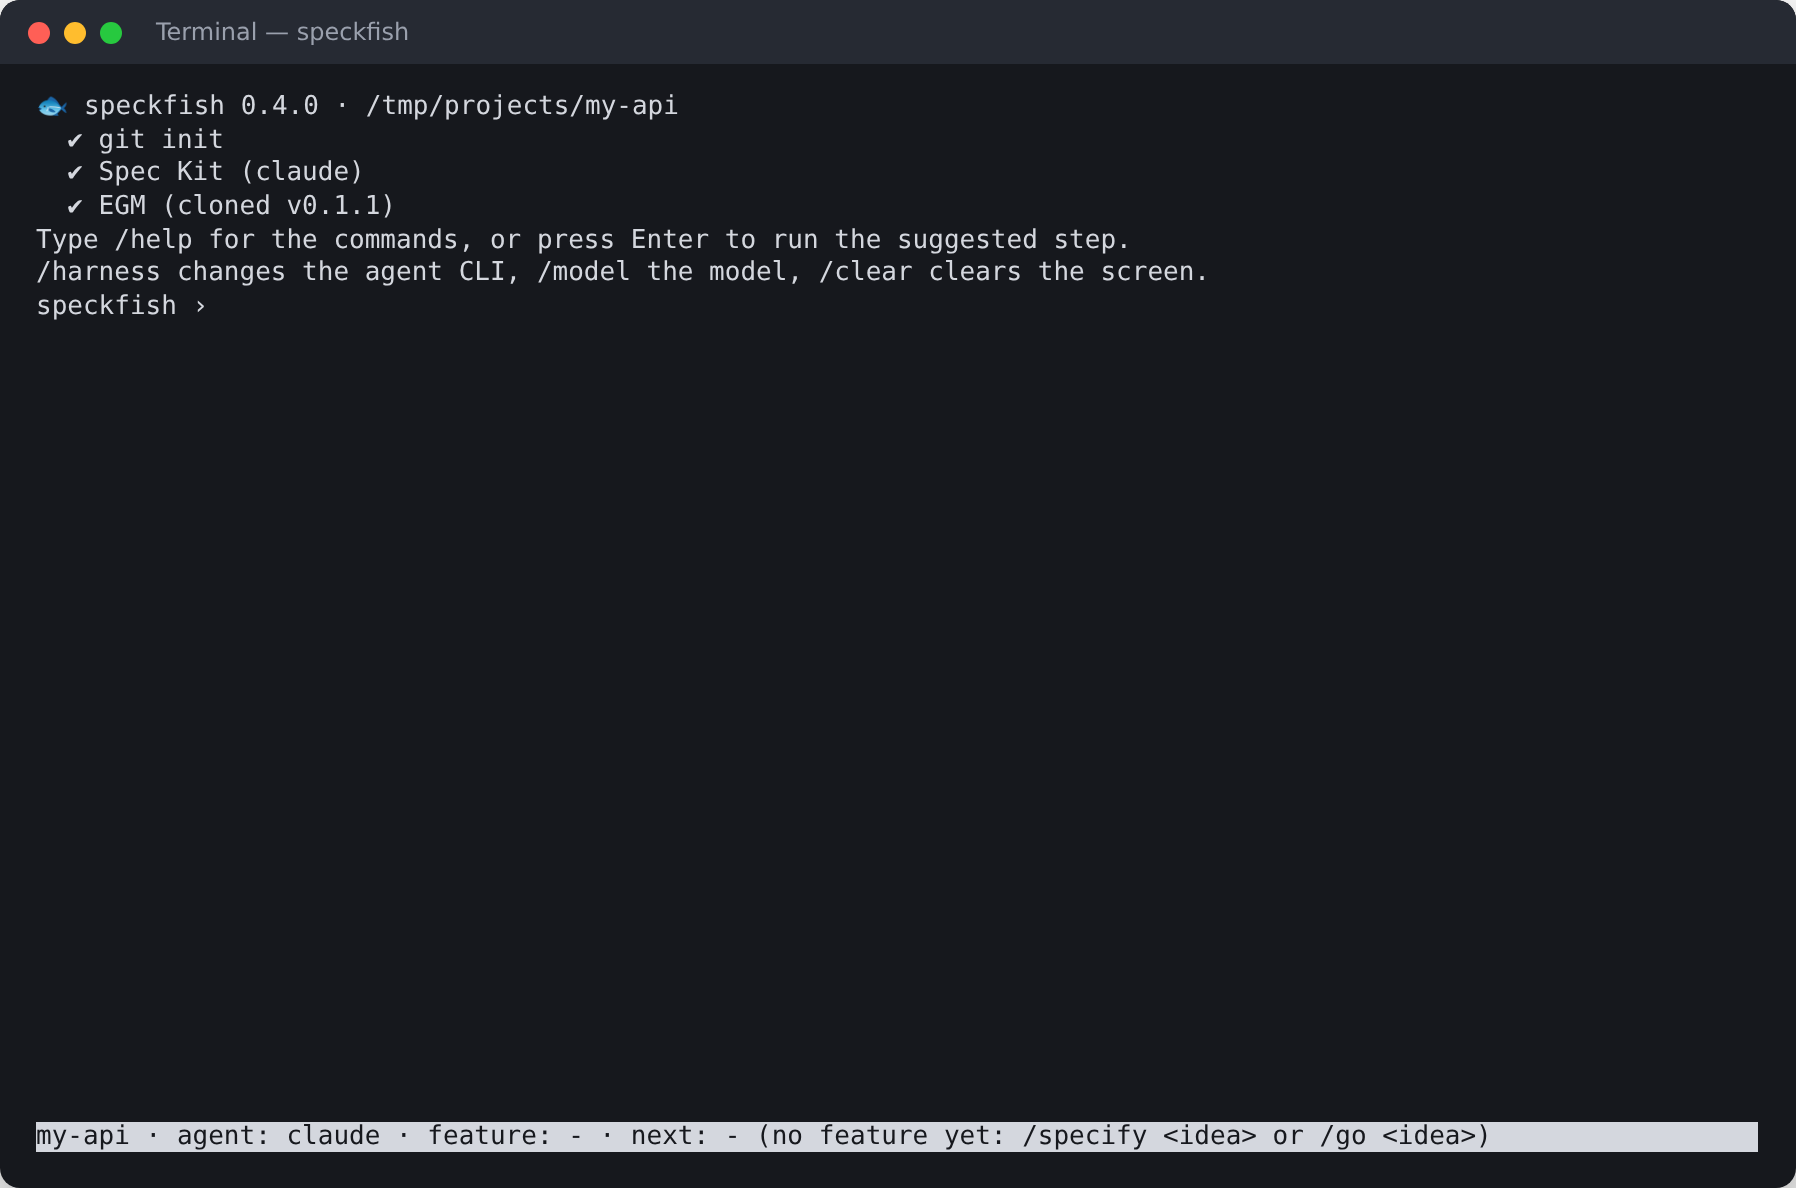 Terminal — speckfish
🐟 speckfish 0.4.0 · /tmp/projects/my-api
✔ git init
✔ Spec Kit (claude)
✔ EGM (cloned v0.1.1)
Type /help for the commands, or press Enter to run the suggested step.
/harness changes the agent CLI, /model the model, /clear clears the screen.
speckfish ›
my-api · agent: claude · feature: - · next: - (no feature yet: /specify <idea> or /go <idea>)